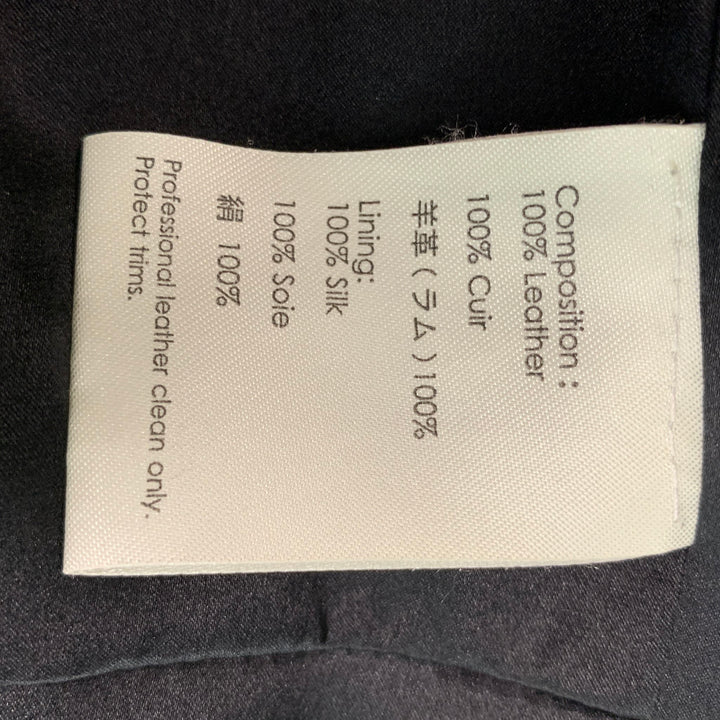 Composition :
100% Leather
100% Cuir
羊革 ( ラム ) 100%
Lining:
100% Silk
100% Soie
絹 100%
Professional leather clean only.
Protect trims.